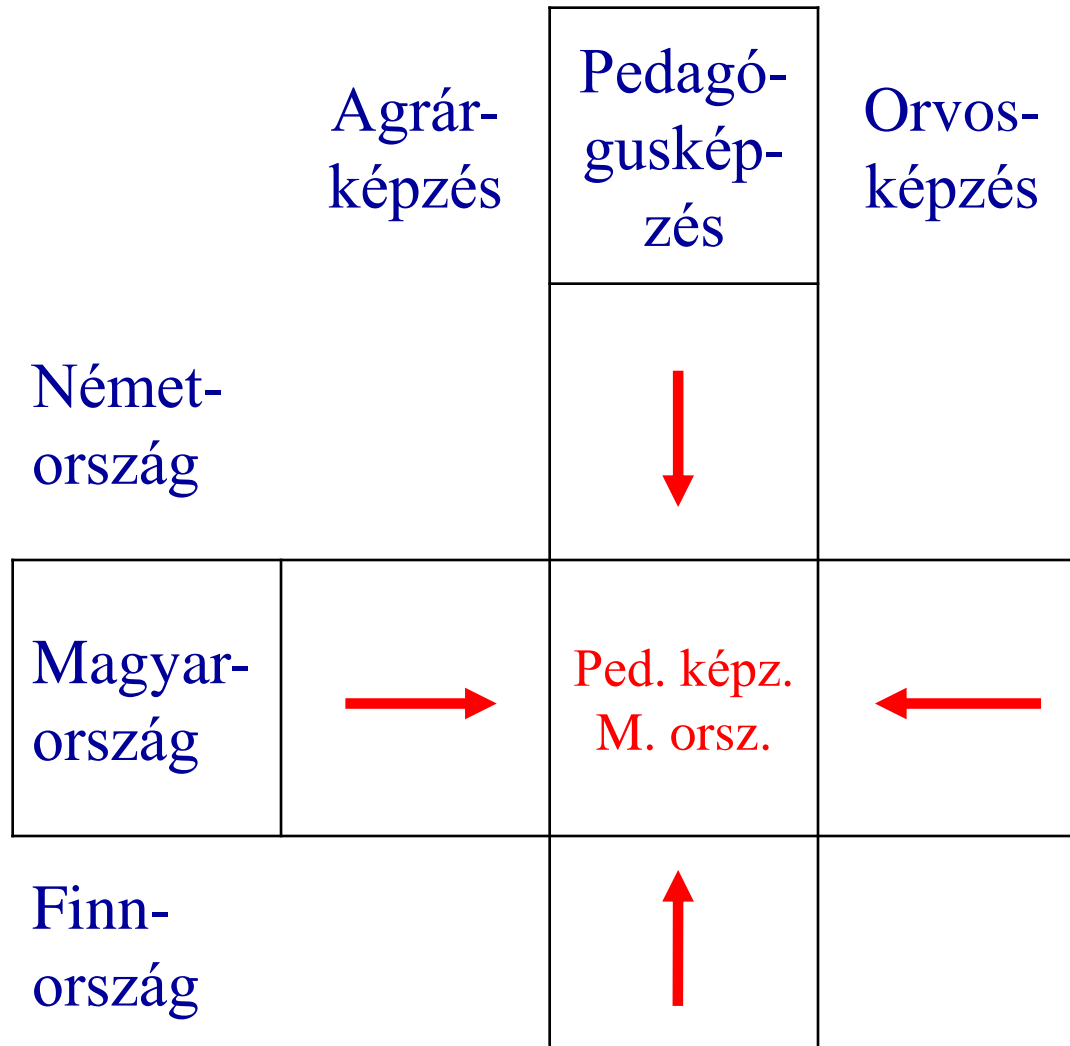 Agrár-
képzés
Pedagó-
guskép-
zés
Orvos-
képzés
Német-
ország
Magyar-
ország
Ped. képz.
M. orsz.
Finn-
ország